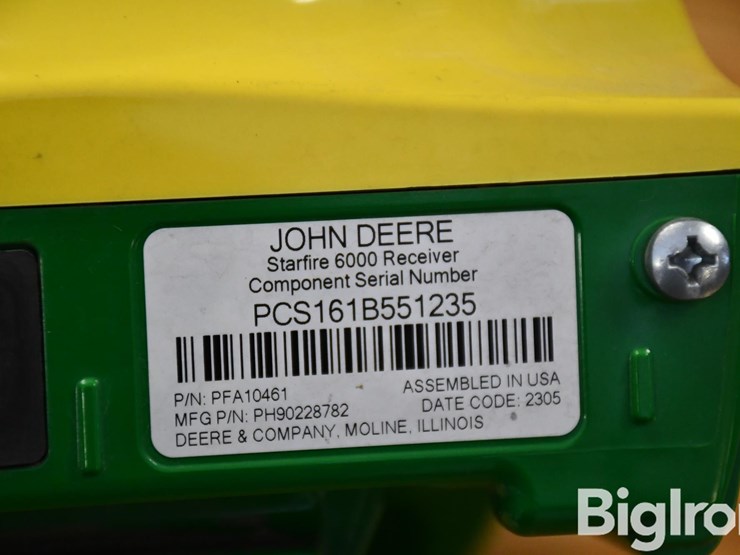 JOHN DEERE
Starfire 6000 Receiver
Component Serial Number
PCS161B551235
P/N: PFA10461
ASSEMBLED IN USA
MFG P/N: PH90228782
DATE CODE: 2305
DEERE & COMPANY, MOLINE, ILLINOIS
BigIron